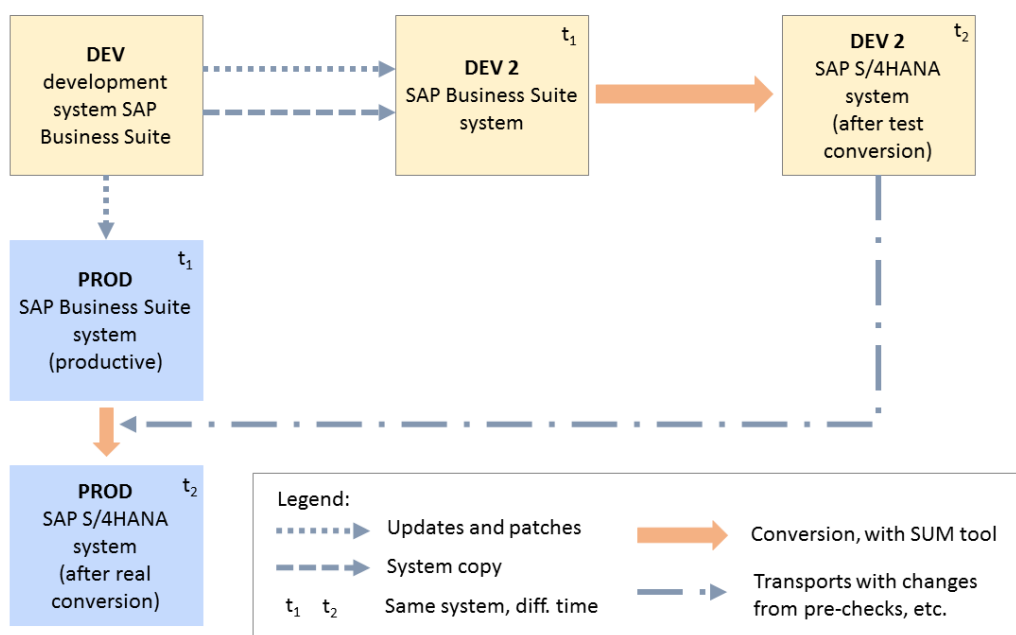 DEV
development
system SAP
Business Suite
t1
DEV 2
SAP Business Suite
system
t2
DEV 2
SAP S/4HANA
system
(after test
conversion)
t1
PROD
SAP Business Suite
system
(productive)
PROD
t2
SAP S/4HANA
system
(after real
conversion)
Legend:
Updates and patches
System copy
t1 t2 Same system, diff. time
Conversion, with SUM tool
Transports with changes
from pre-checks, etc.